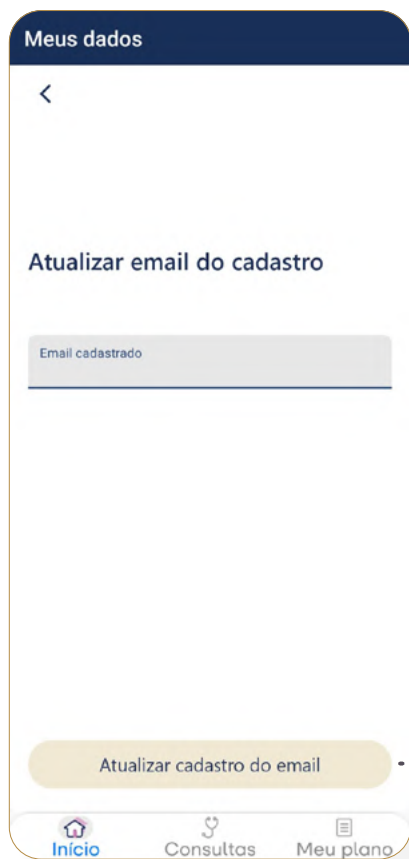 Meus dados
Atualizar email do cadastro
Email cadastrado
Atualizar cadastro do email
Início Consultas Meu plano